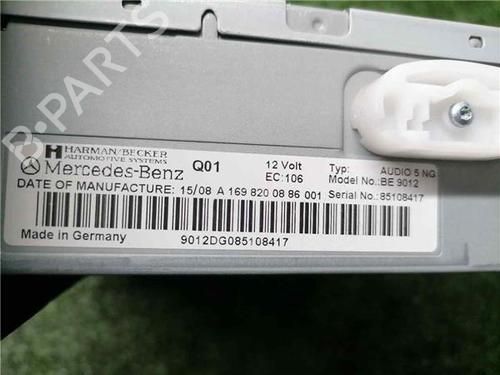 B-PARTS
HARMAN/BECKER
AUTOMOTIVE SYSTEMS
Mercedes-Benz Q01 12 Volt Typ: AUDIO 5 NG
EC:106 Model No.:BE 9012
DATE OF MANUFACTURE: 15/08 A 169 820 08 86 001 Serial No.: 85108417
Made in Germany 9012DG085108417